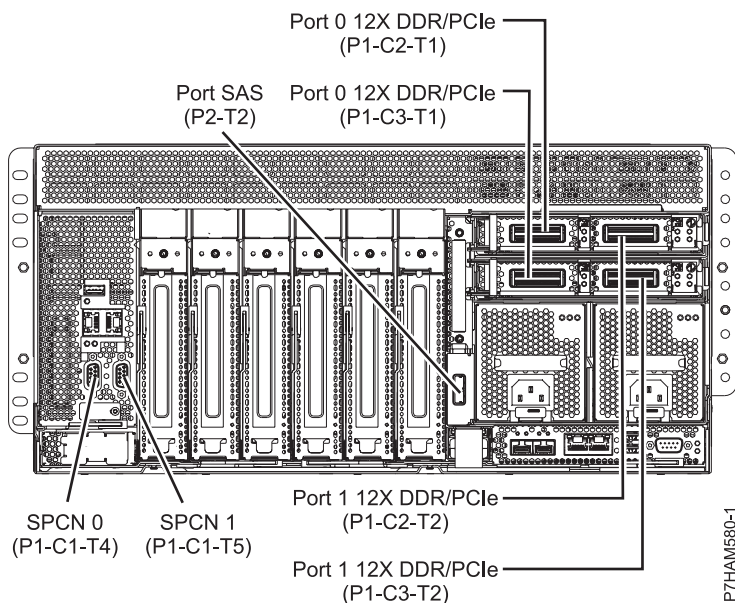 Port 0 12X DDR/PCIe
(P1-C2-T1)
Port SAS
(P2-T2)
Port 0 12X DDR/PCIe
(P1-C3-T1)
SPCN 0
(P1-C1-T4)
SPCN 1
(P1-C1-T5)
Port 1 12X DDR/PCIe
(P1-C2-T2)
Port 1 12X DDR/PCIe
(P1-C3-T2)
P7HAM580-1